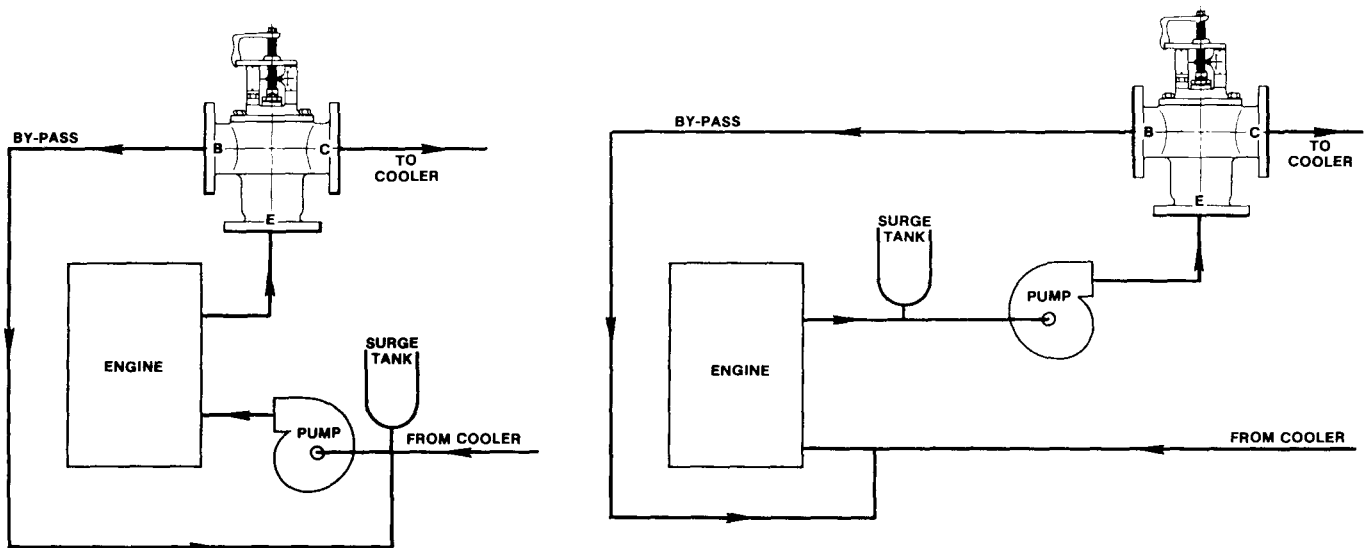 BY-PASS
B
C
TO
COOLER
E
SURGE
TANK
ENGINE
PUMP
FROM COOLER
BY-PASS
B
C
TO
COOLER
E
SURGE
TANK
PUMP
ENGINE
FROM COOLER